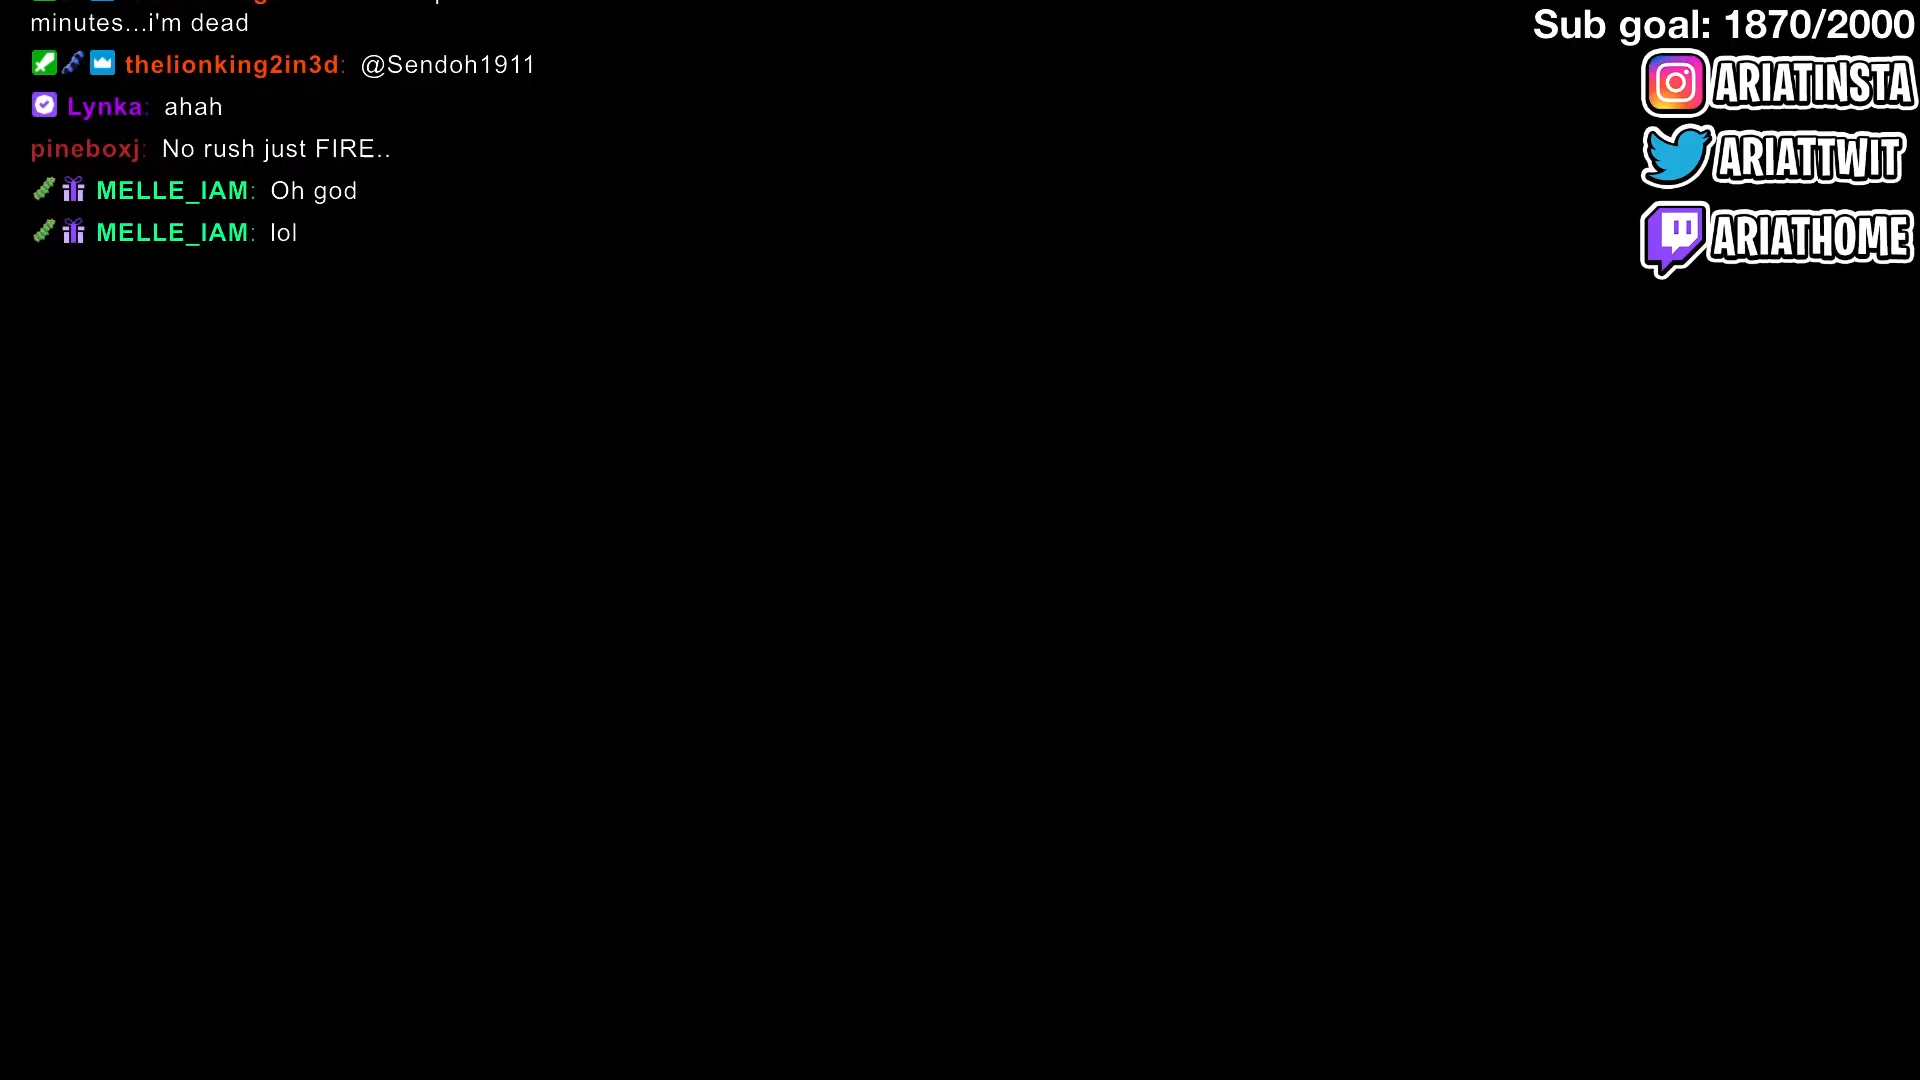 minutes...i'm dead
thelionking2in3d: @Sendoh1911
Lynka: ahah
pineboxj: No rush just FIRE..
MELLE_IAM: Oh god
MELLE_IAM: lol
Sub goal: 1870/2000
ARIATINSTA
ARIATTWIT
ARIATHOME